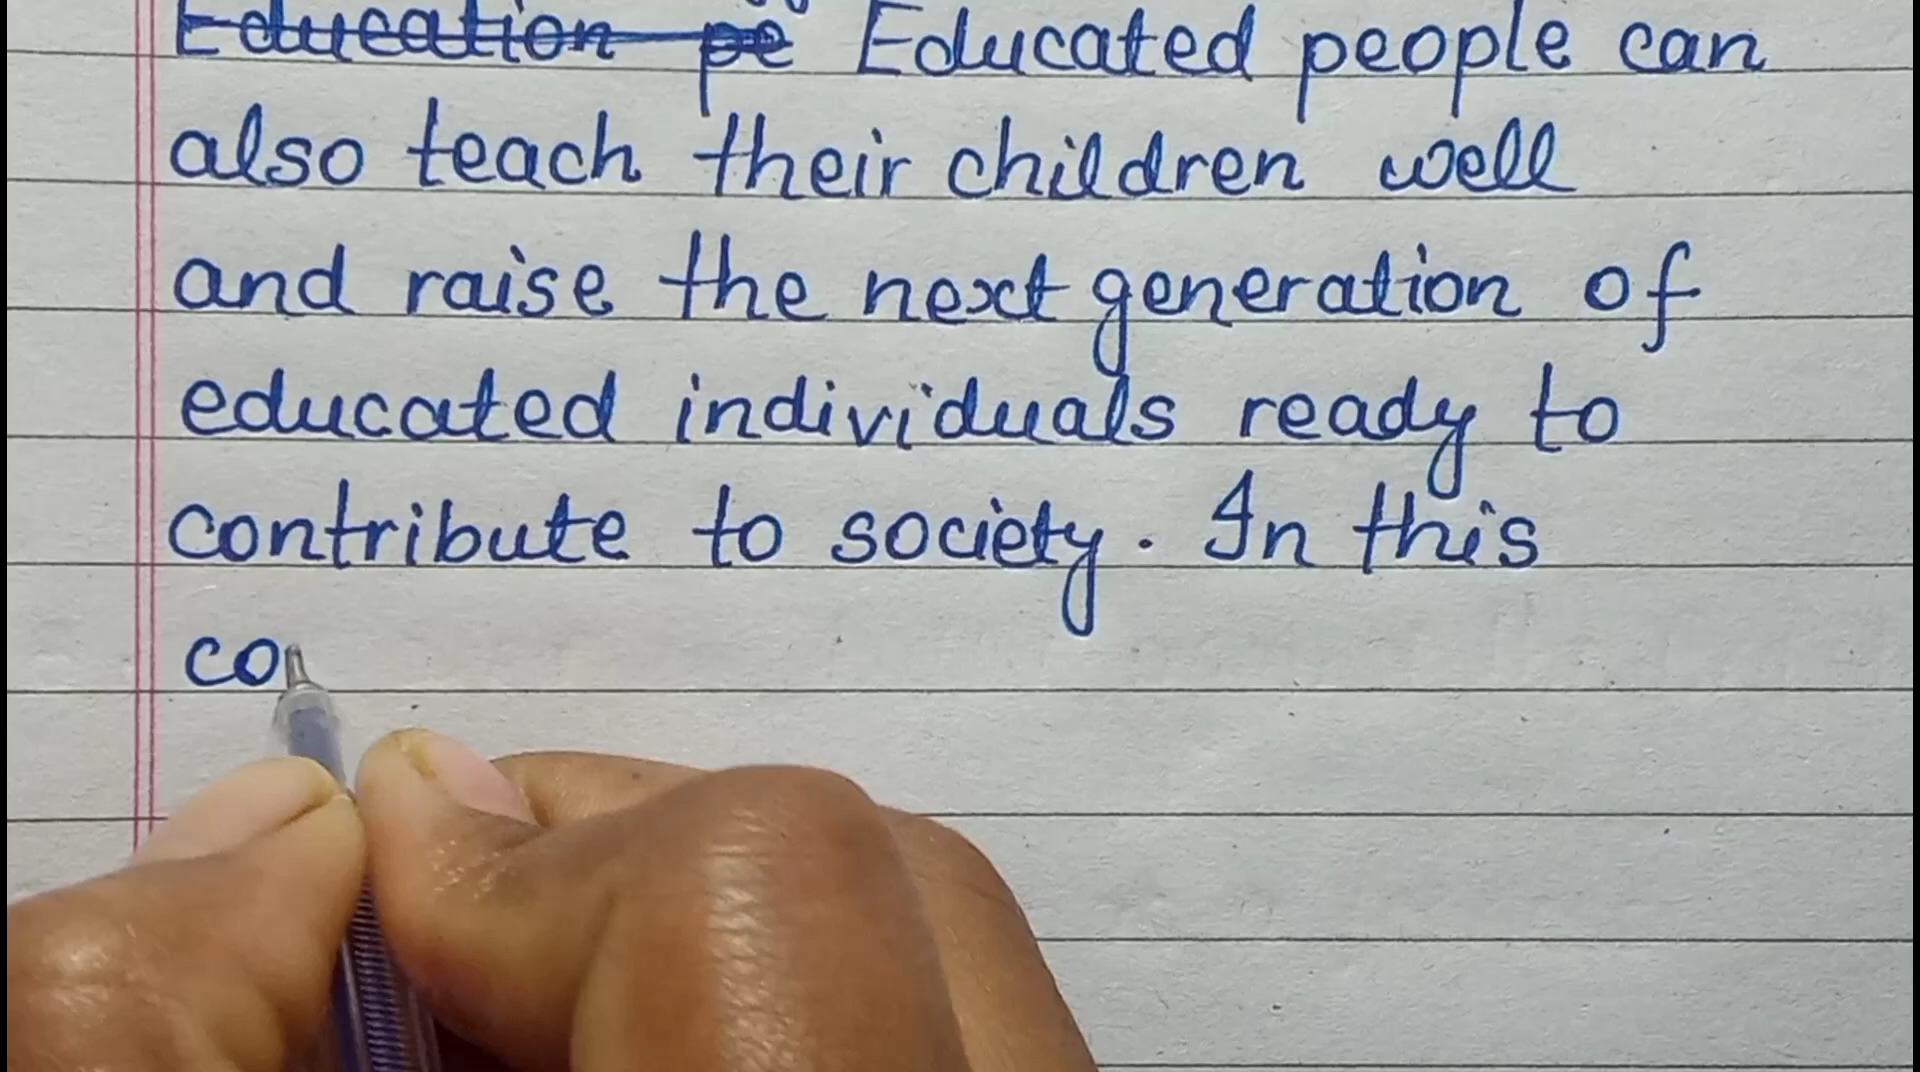 Education pe Educated people can
also teach their children well
and raise the next generation of
educated individuals ready to
contribute to society. In this
co